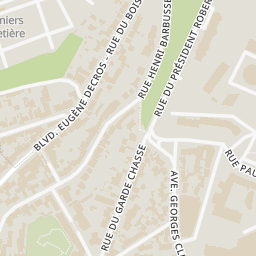 BLVD. EUGÈNE DECROS - RUE DU BOIS
RUE HENRI BARBUSSE
RUE DU PRÉSIDENT ROBER
RUE DU GARDE CHASSE
AVE. GEORGES CL
RUE PAU
niers
etière